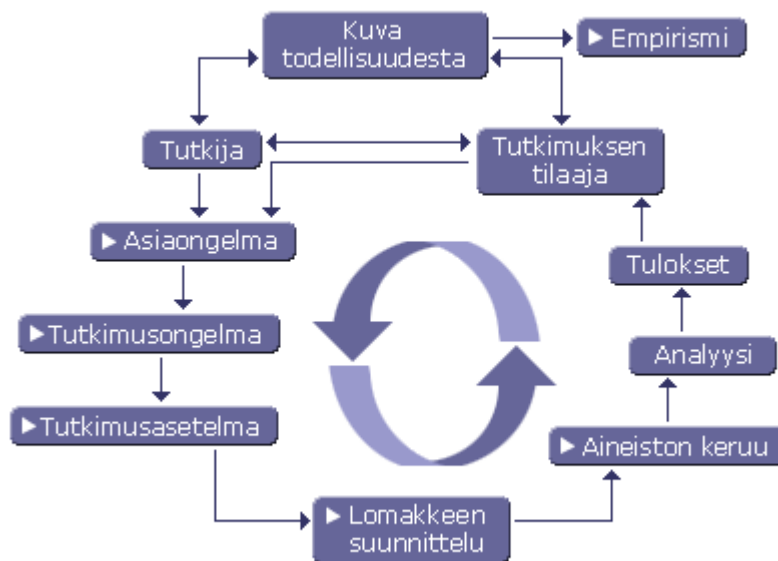 Kuva
todellisuudesta
Empirismi
Tutkija
Tutkimuksen
tilaaja
Asiaongelma
Tulokset
Tutkimusongelma
Analyysi
Tutkimusasetelma
Aineiston keruu
Lomakkeen
suunnittelu